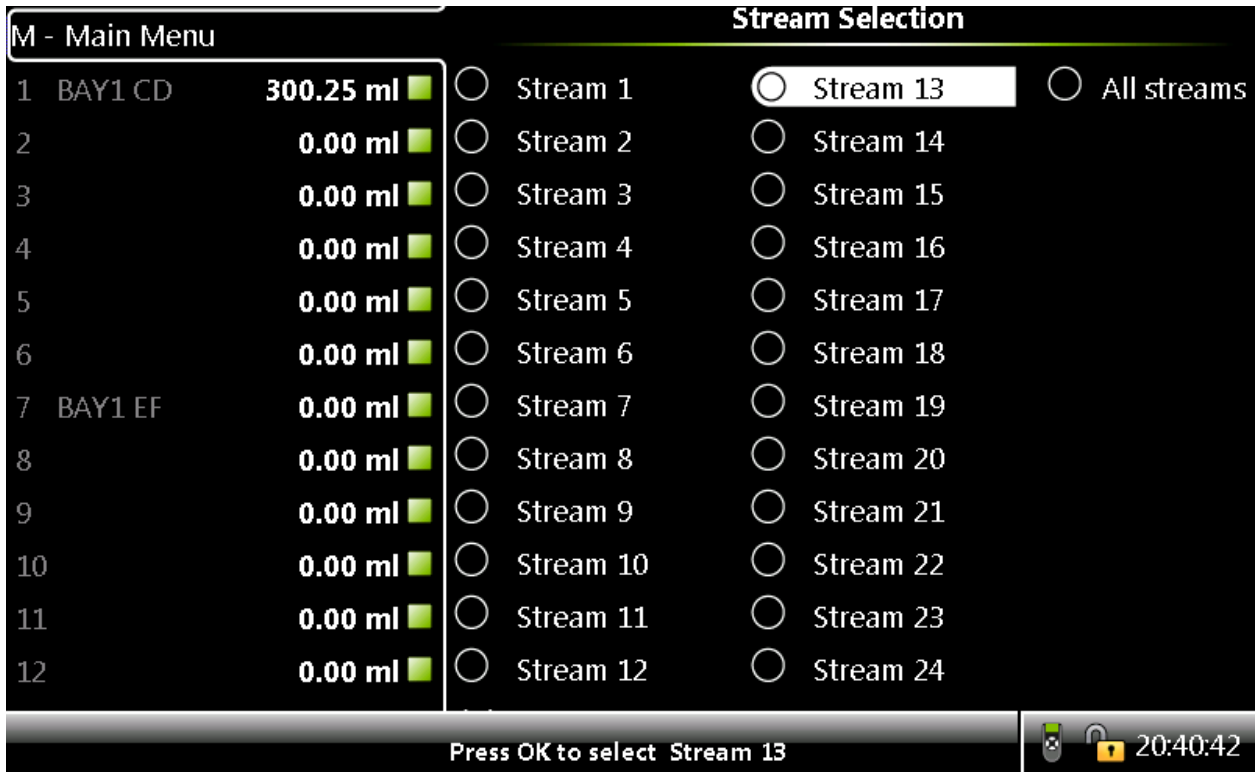 M - Main Menu
Stream Selection
1 BAY1 CD 300.25 ml
2 0.00 ml
3 0.00 ml
4 0.00 ml
5 0.00 ml
6 0.00 ml
7 BAY1 EF 0.00 ml
8 0.00 ml
9 0.00 ml
10 0.00 ml
11 0.00 ml
12 0.00 ml
Stream 1
Stream 2
Stream 3
Stream 4
Stream 5
Stream 6
Stream 7
Stream 8
Stream 9
Stream 10
Stream 11
Stream 12
Stream 13
Stream 14
Stream 15
Stream 16
Stream 17
Stream 18
Stream 19
Stream 20
Stream 21
Stream 22
Stream 23
Stream 24
All streams
Press OK to select Stream 13
20:40:42